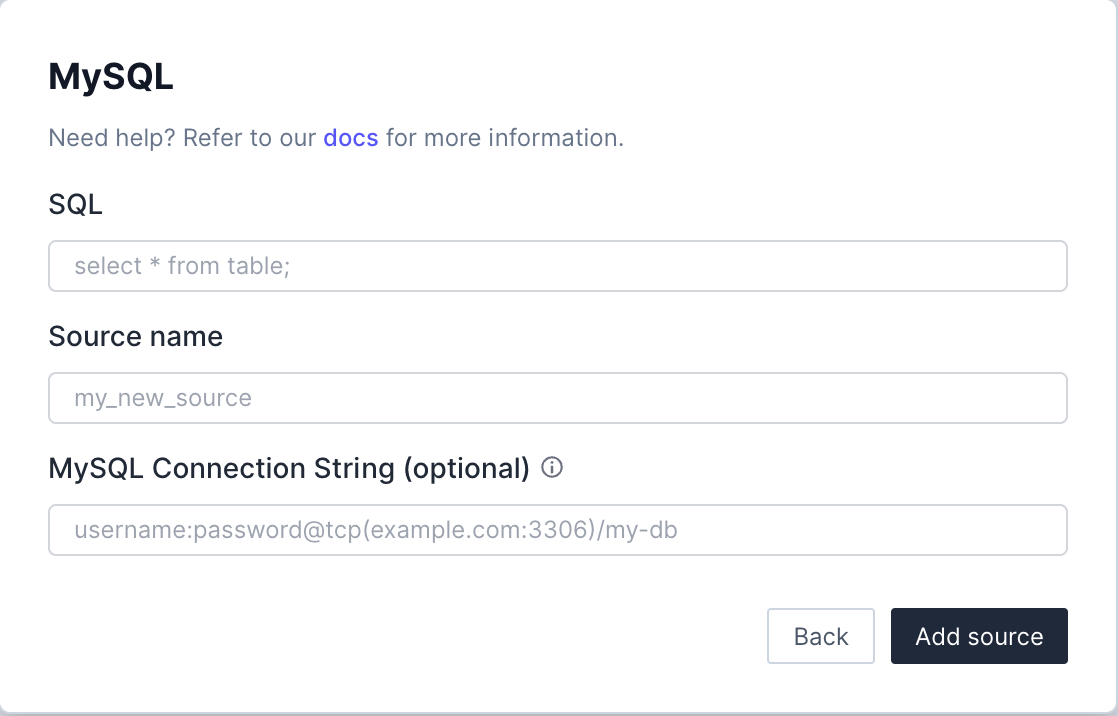 MySQL
Need help? Refer to our docs for more information.
SQL
select * from table;
Source name
my_new_source
MySQL Connection String (optional)
username:password@tcp(example.com:3306)/my-db
Back
Add source